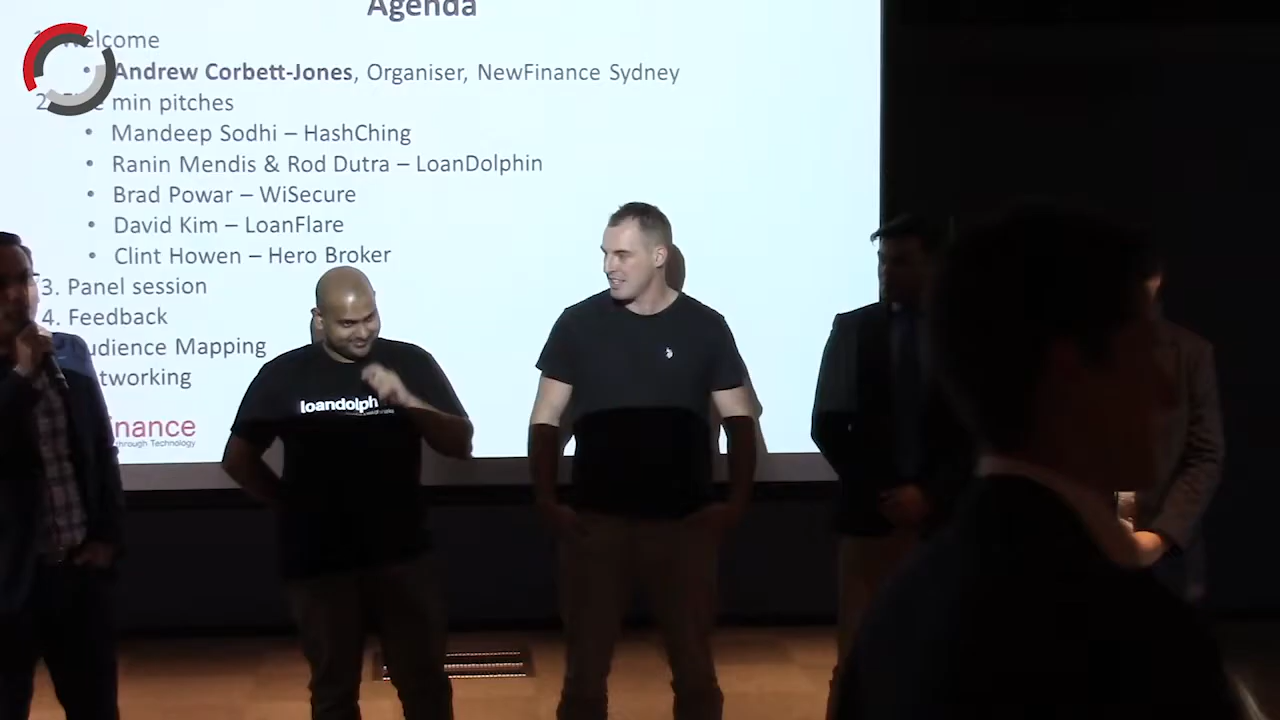 Agenda
Welcome
• Andrew Corbett-Jones, Organiser, NewFinance Sydney
2. min pitches
• Mandeep Sodhi – HashChing
• Ranin Mendis & Rod Dutra – LoanDolphin
• Brad Powar – WiSecure
• David Kim – LoanFlare
• Clint Howen – Hero Broker
3. Panel session
4. Feedback
udience Mapping
tworking
inance
through Technology
loandolph